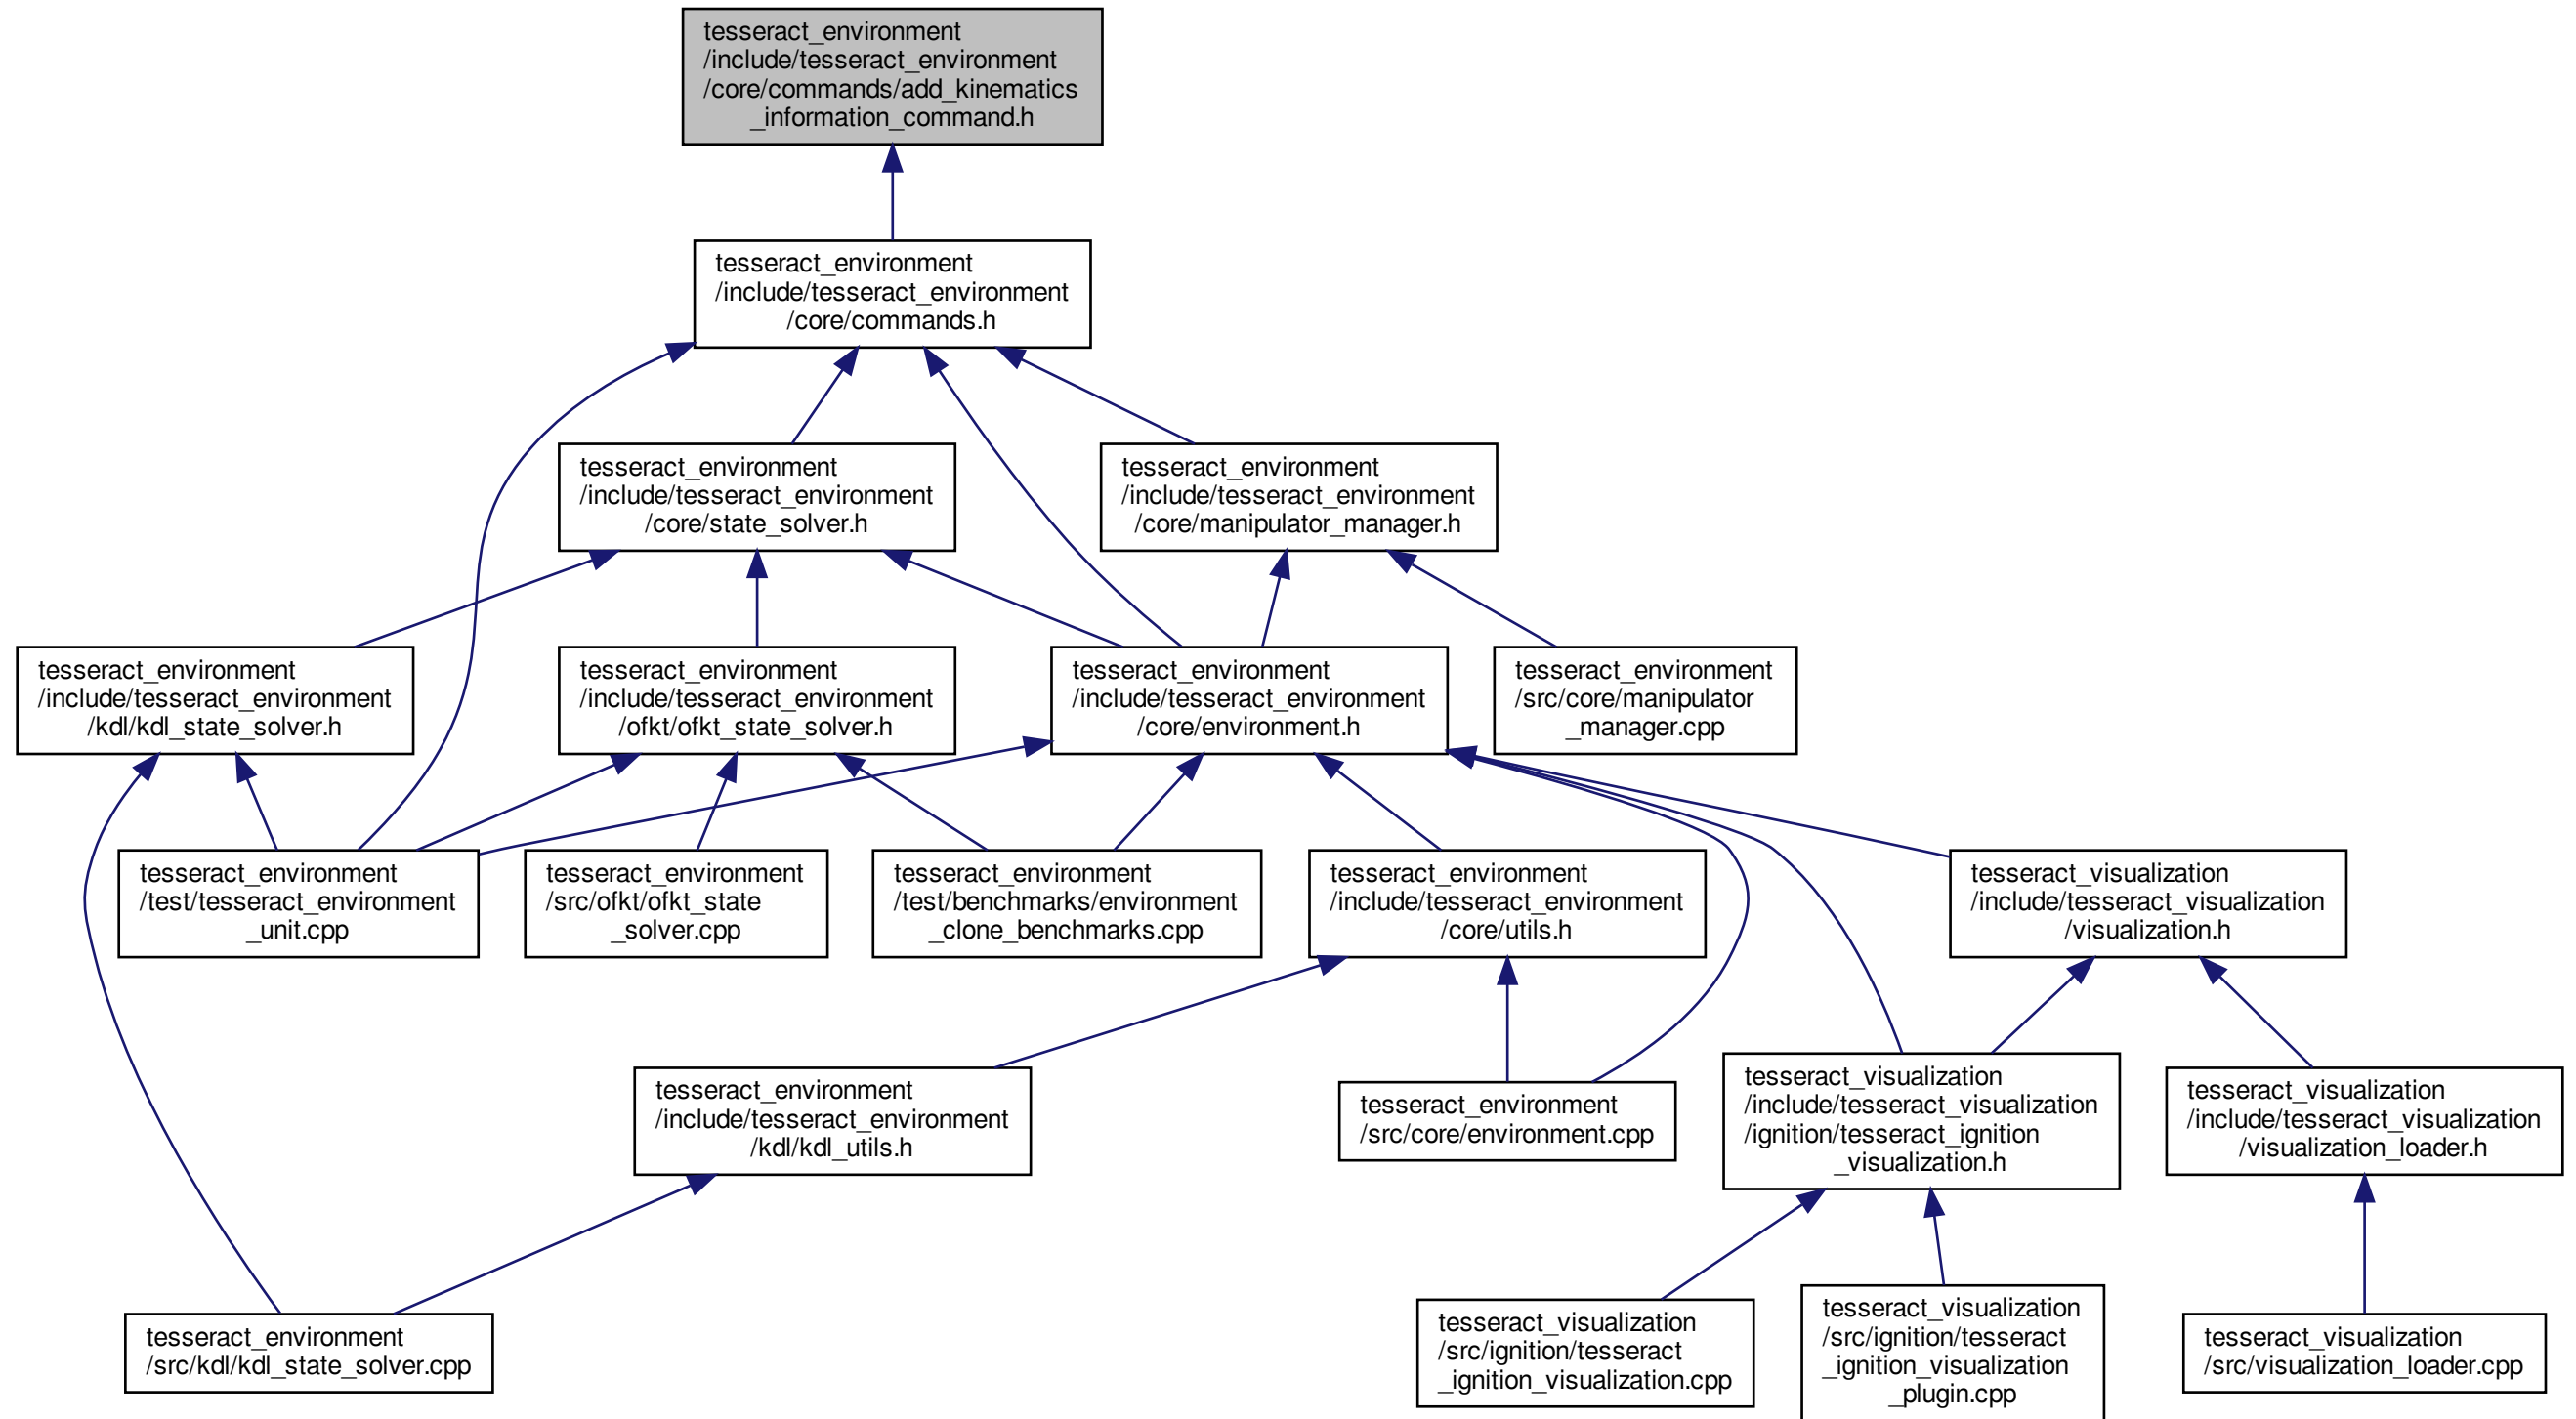 tesseract_environment
/include/tesseract_environment
/core/commands/add_kinematics
_information_command.h
tesseract_environment
/include/tesseract_environment
/core/commands.h
tesseract_environment
/include/tesseract_environment
/core/state_solver.h
tesseract_environment
/include/tesseract_environment
/core/manipulator_manager.h
tesseract_environment
/include/tesseract_environment
/kdl/kdl_state_solver.h
tesseract_environment
/include/tesseract_environment
/ofkt/ofkt_state_solver.h
tesseract_environment
/include/tesseract_environment
/core/environment.h
tesseract_environment
/src/core/manipulator
_manager.cpp
tesseract_environment
/test/tesseract_environment
_unit.cpp
tesseract_environment
/src/ofkt/ofkt_state
_solver.cpp
tesseract_environment
/test/benchmarks/environment
_clone_benchmarks.cpp
tesseract_environment
/include/tesseract_environment
/core/utils.h
tesseract_visualization
/include/tesseract_visualization
/visualization.h
tesseract_environment
/include/tesseract_environment
/kdl/kdl_utils.h
tesseract_environment
/src/core/environment.cpp
tesseract_visualization
/include/tesseract_visualization
/ignition/tesseract_ignition
_visualization.h
tesseract_visualization
/include/tesseract_visualization
/visualization_loader.h
tesseract_environment
/src/kdl/kdl_state_solver.cpp
tesseract_visualization
/src/ignition/tesseract
_ignition_visualization.cpp
tesseract_visualization
/src/ignition/tesseract
_ignition_visualization
_plugin.cpp
tesseract_visualization
/src/visualization_loader.cpp